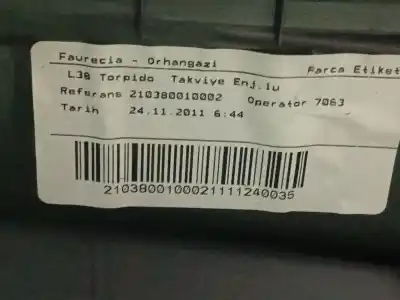 Faurecia - Orhangazi Parca Etiket
L38 Torpido Takviye Enj.lu
Referans 210380010002 Operator 7063
Tarih 24.11.2011 6:44
2103800100021111240035